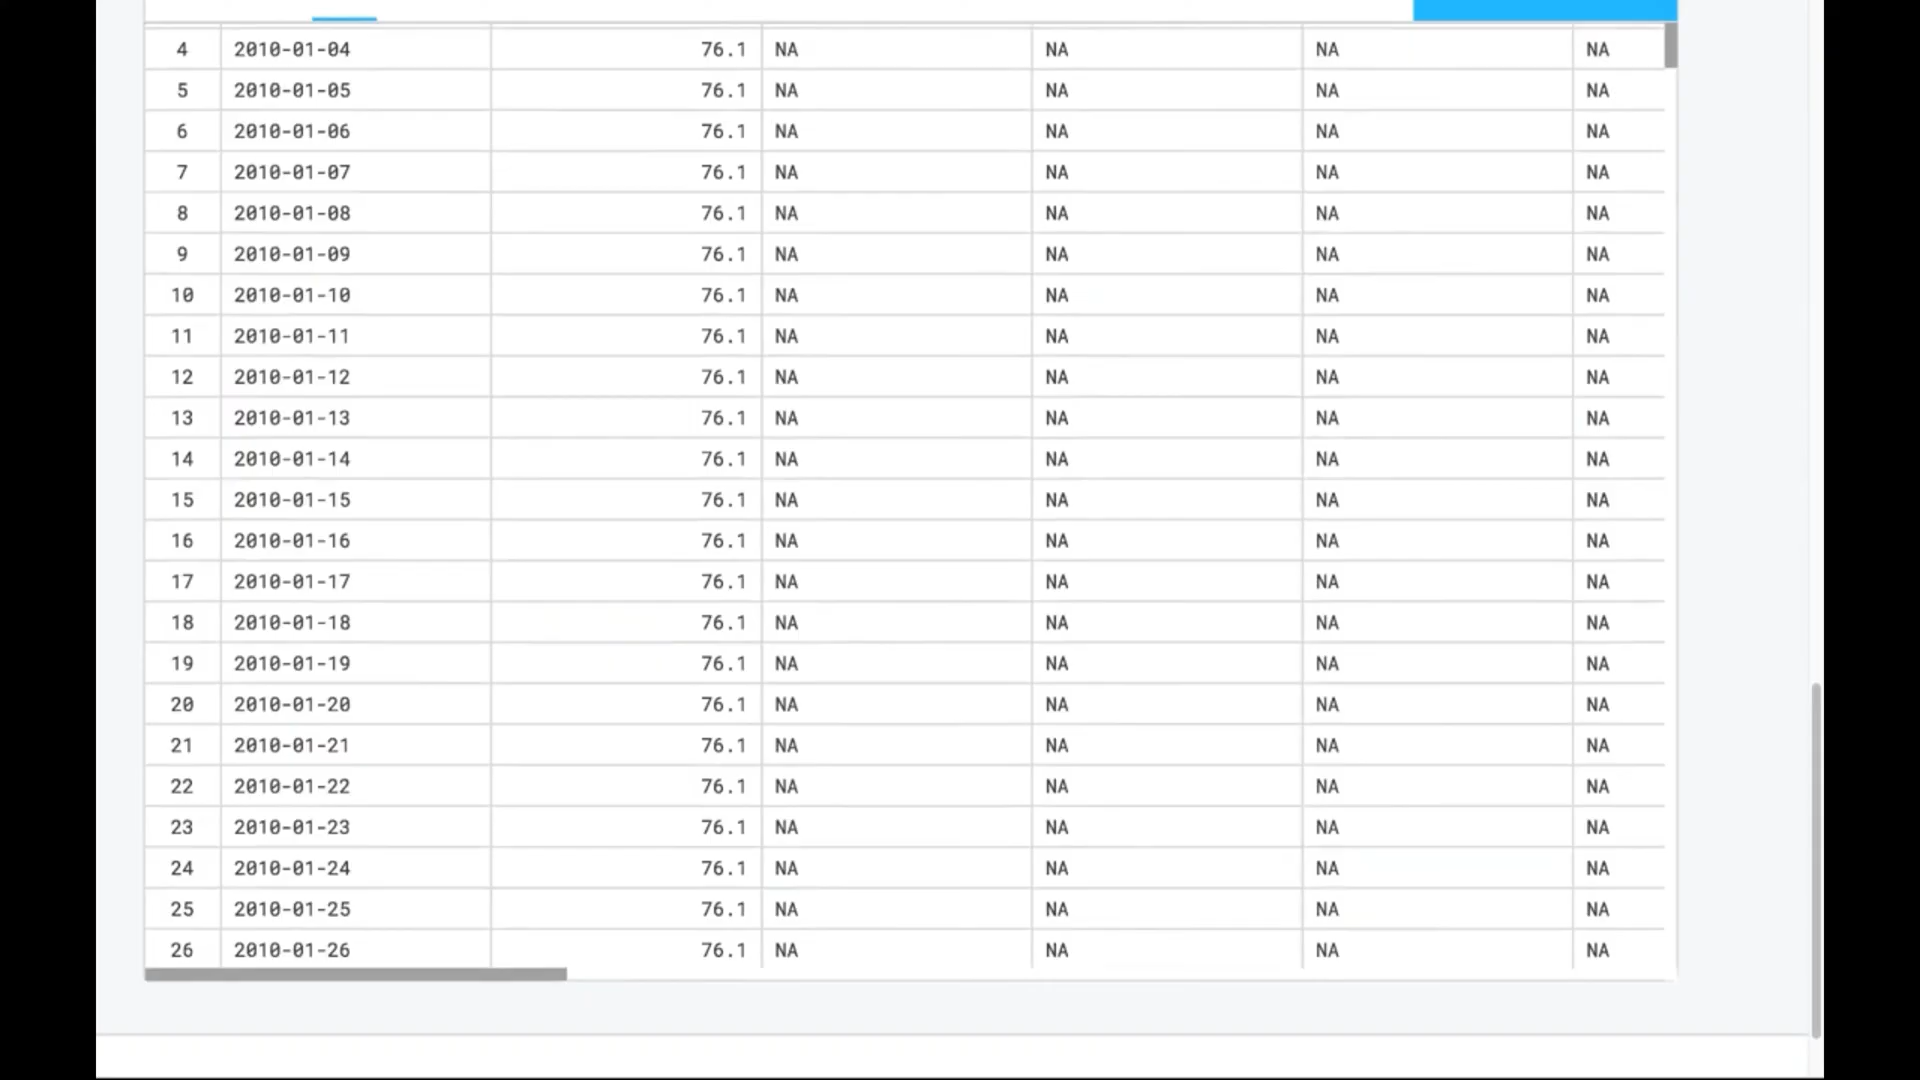 4 2010-01-04 76.1 NA NA NA NA
5 2010-01-05 76.1 NA NA NA NA
6 2010-01-06 76.1 NA NA NA NA
7 2010-01-07 76.1 NA NA NA NA
8 2010-01-08 76.1 NA NA NA NA
9 2010-01-09 76.1 NA NA NA NA
10 2010-01-10 76.1 NA NA NA NA
11 2010-01-11 76.1 NA NA NA NA
12 2010-01-12 76.1 NA NA NA NA
13 2010-01-13 76.1 NA NA NA NA
14 2010-01-14 76.1 NA NA NA NA
15 2010-01-15 76.1 NA NA NA NA
16 2010-01-16 76.1 NA NA NA NA
17 2010-01-17 76.1 NA NA NA NA
18 2010-01-18 76.1 NA NA NA NA
19 2010-01-19 76.1 NA NA NA NA
20 2010-01-20 76.1 NA NA NA NA
21 2010-01-21 76.1 NA NA NA NA
22 2010-01-22 76.1 NA NA NA NA
23 2010-01-23 76.1 NA NA NA NA
24 2010-01-24 76.1 NA NA NA NA
25 2010-01-25 76.1 NA NA NA NA
26 2010-01-26 76.1 NA NA NA NA